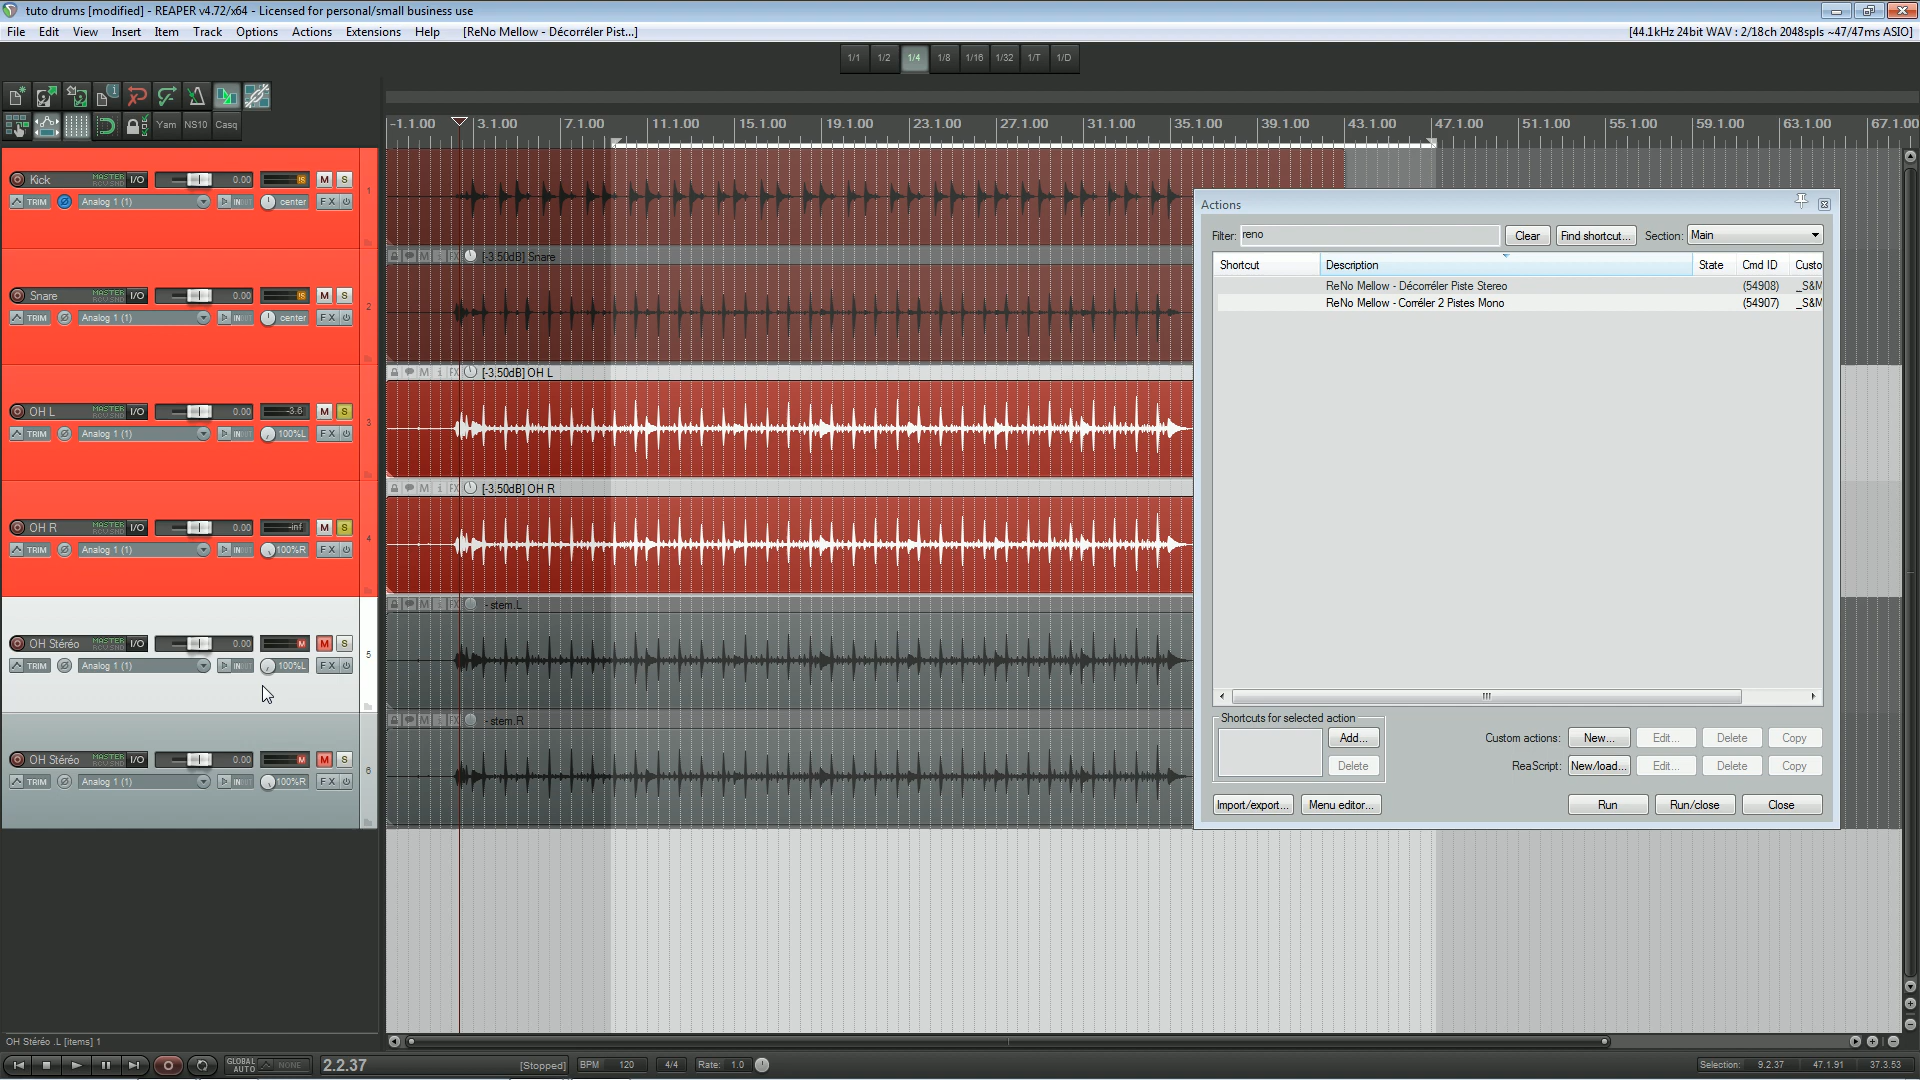 tuto drums [modified] - REAPER v4.72/x64 - Licensed for personal/small business use
File Edit View Insert Item Track Options Actions Extensions Help [ReNo Mellow - Décorréler Pist...]
[44.1kHz 24bit WAV : 2/18ch 2048spls ~47/47ms ASIO]
1/1 1/2 1/4 1/8 1/16 1/32 1/T 1/D
Yam NS10 Casq
-1.1.00 3.1.00 7.1.00 11.1.00 15.1.00 19.1.00 23.1.00 27.1.00 31.1.00 35.1.00 39.1.00 43.1.00 47.1.00 51.1.00 55.1.00 59.1.00 63.1.00 67.1.00
Kick MASTER I/O 0.00 M S
TRIM Analog 1 (1) IN center FX
1
[-3.50dB] Snare
Snare MASTER I/O 0.00 M S
TRIM Analog 1 (1) IN center FX
2
[-3.50dB] OH L
OH L MASTER I/O 0.00 -3.6 M S
TRIM Analog 1 (1) IN 100%L FX
3
[-3.50dB] OH R
OH R MASTER I/O 0.00 -inf M S
TRIM Analog 1 (1) IN 100%R FX
4
- stem.L
OH Stéréo MASTER I/O 0.00 M M S
TRIM Analog 1 (1) IN 100%L FX
5
- stem.R
OH Stéréo MASTER I/O 0.00 M M S
TRIM Analog 1 (1) IN 100%R FX
6
Actions
Filter: reno Clear Find shortcut... Section: Main
Shortcut Description State Cmd ID Custo
ReNo Mellow - Décorréler Piste Stereo (54908) _S&M
ReNo Mellow - Corréler 2 Pistes Mono (54907) _S&M
Shortcuts for selected action
Add...
Delete
Custom actions: New... Edit... Delete Copy
ReaScript: New/load... Edit... Delete Copy
Import/export... Menu editor... Run Run/close Close
OH Stéréo .L [items] 1
GLOBAL AUTO NONE
2.2.37 [Stopped] BPM 120 4/4 Rate: 1.0
Selection: 9.2.37 47.1.91 37.3.53